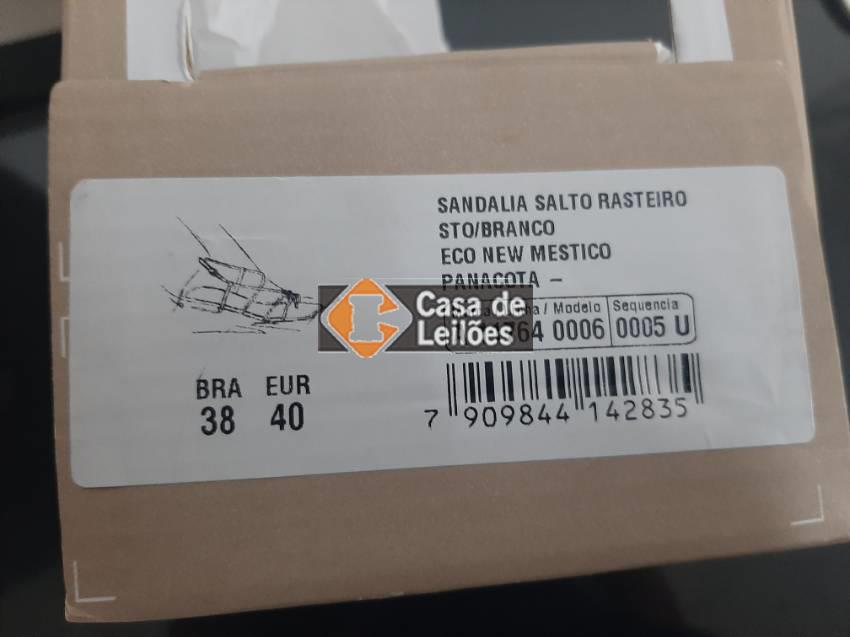 SANDALIA SALTO RASTEIRO
STO/BRANCO
ECO NEW MESTICO
PANACOTA –
Casa de
Leilões
/ Modelo Sequencia
0006 0005 U
BRA EUR
38 40
7 909844 142835